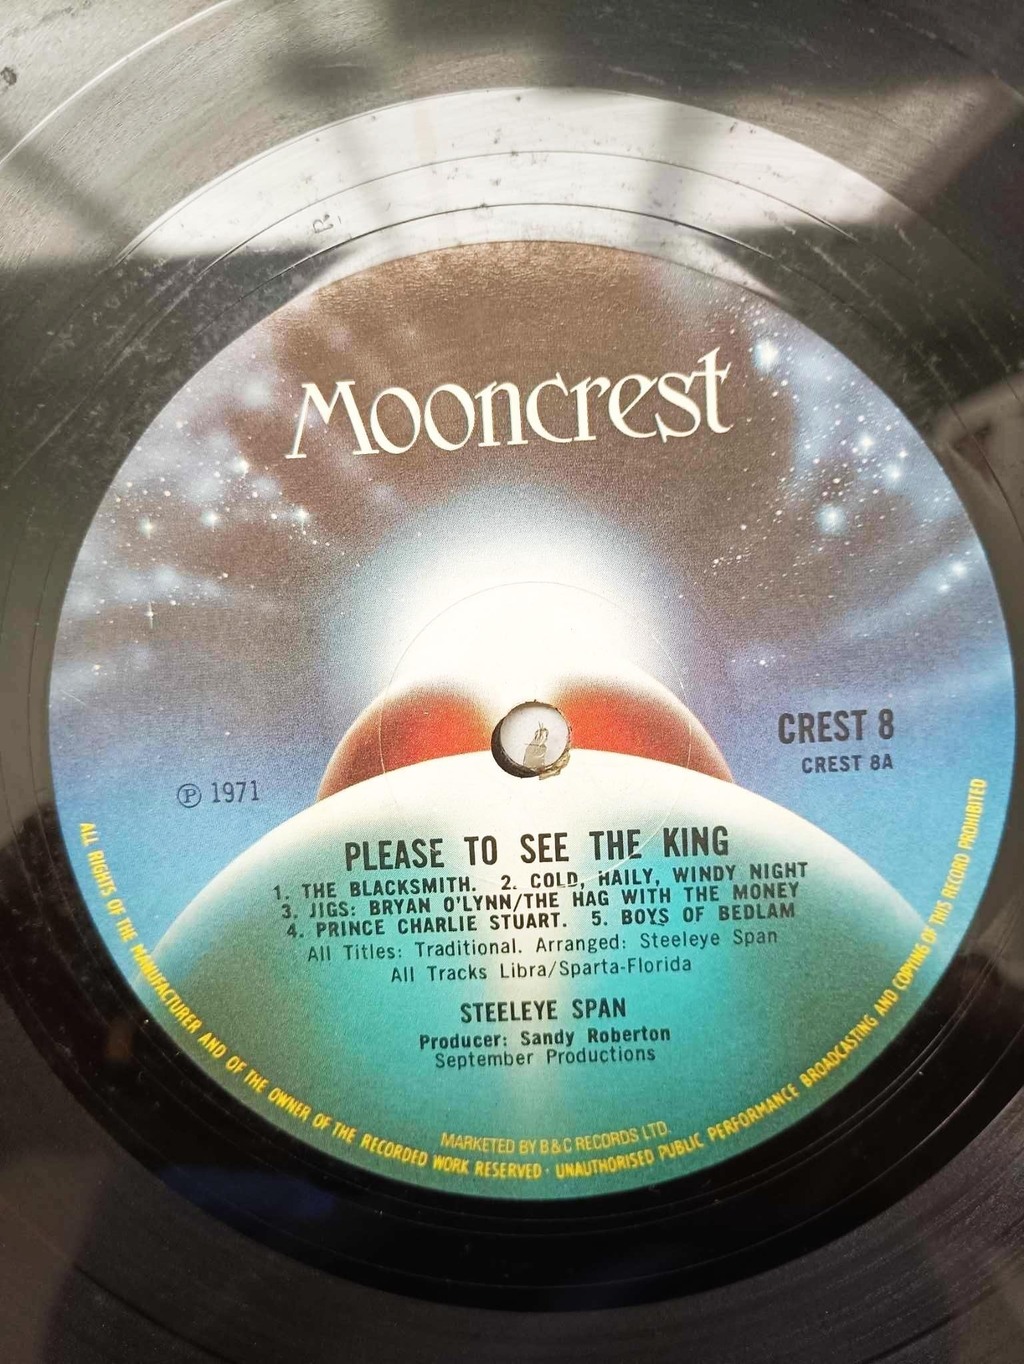 Mooncrest
CREST 8
CREST 8A
℗ 1971
PLEASE TO SEE THE KING
1. THE BLACKSMITH. 2. COLD, HAILY, WINDY NIGHT
3. JIGS: BRYAN O'LYNN/THE HAG WITH THE MONEY
4. PRINCE CHARLIE STUART. 5. BOYS OF BEDLAM
All Titles: Traditional. Arranged: Steeleye Span
All Tracks Libra/Sparta-Florida
STEELEYE SPAN
Producer: Sandy Roberton
September Productions
MARKETED BY B&C RECORDS LTD.
ALL RIGHTS OF THE MANUFACTURER AND OF THE OWNER OF THE RECORDED WORK RESERVED · UNAUTHORISED PUBLIC PERFORMANCE BROADCASTING AND COPYING OF THIS RECORD PROHIBITED